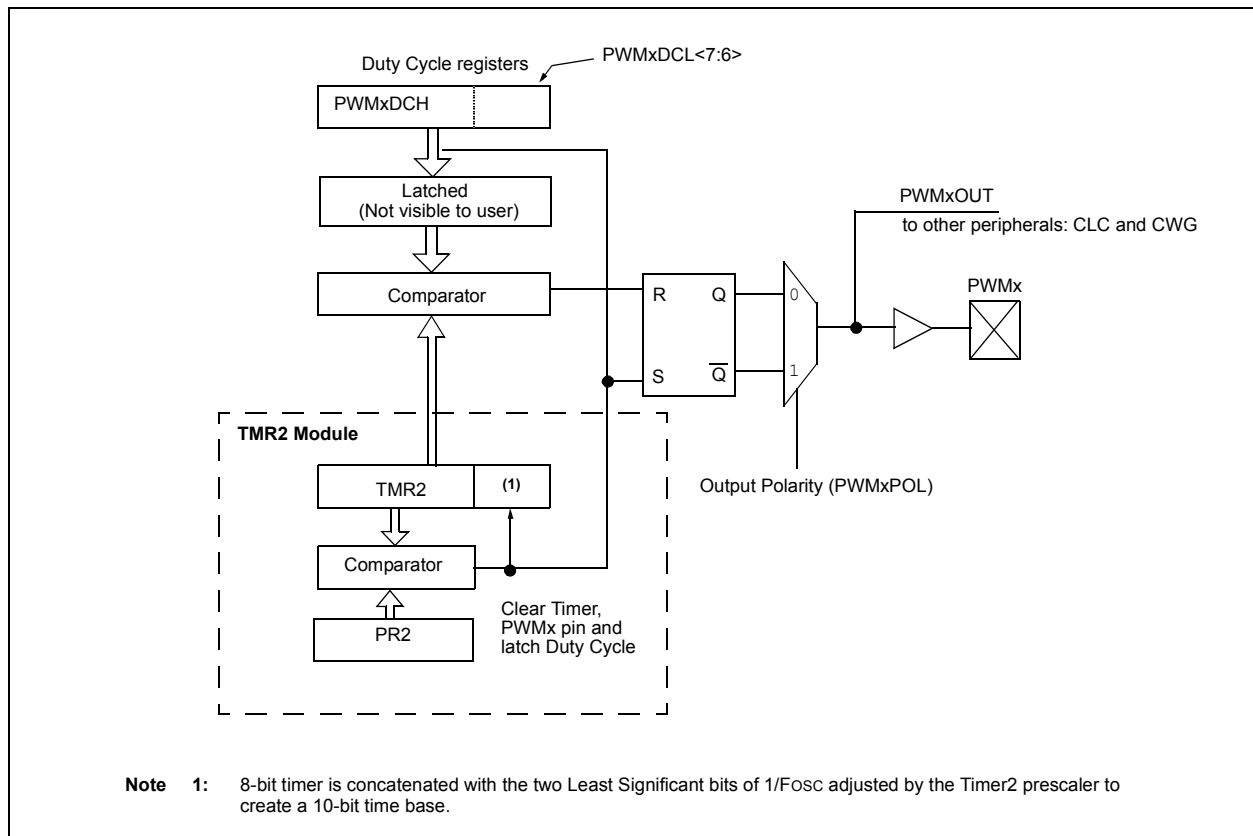 Duty Cycle registers
PWMxDCL<7:6>
PWMxDCH
Latched
(Not visible to user)
Comparator
R
Q
S
Q̅
0
1
PWMxOUT
to other peripherals: CLC and CWG
PWMx
Output Polarity (PWMxPOL)
TMR2 Module
TMR2
(1)
Comparator
PR2
Clear Timer,
PWMx pin and
latch Duty Cycle
Note 1: 8-bit timer is concatenated with the two Least Significant bits of 1/FOSC adjusted by the Timer2 prescaler to
create a 10-bit time base.